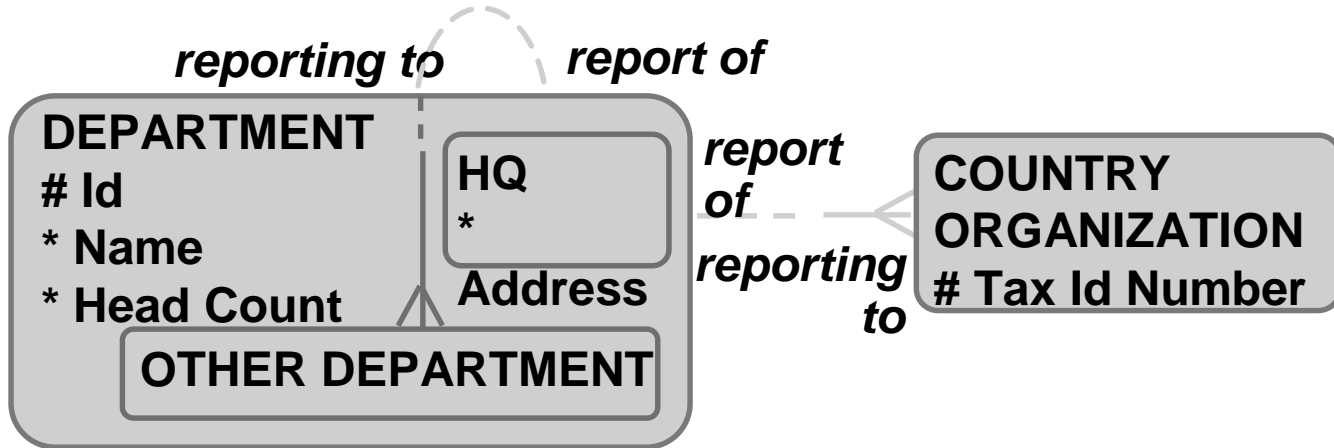 reporting to
report of
DEPARTMENT
# Id
* Name
* Head Count
HQ
*
Address
OTHER DEPARTMENT
report
of
reporting
to
COUNTRY
ORGANIZATION
# Tax Id Number